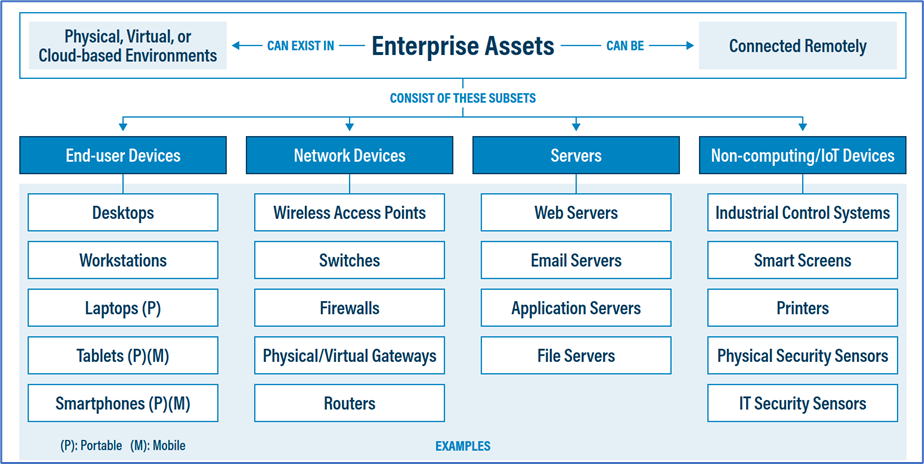 Physical, Virtual, or
Cloud-based Environments
CAN EXIST IN
Enterprise Assets
CAN BE
Connected Remotely
CONSIST OF THESE SUBSETS
End-user Devices
Network Devices
Servers
Non-computing/IoT Devices
Desktops
Wireless Access Points
Web Servers
Industrial Control Systems
Workstations
Switches
Email Servers
Smart Screens
Laptops (P)
Firewalls
Application Servers
Printers
Tablets (P)(M)
Physical/Virtual Gateways
File Servers
Physical Security Sensors
Smartphones (P)(M)
Routers
IT Security Sensors
(P): Portable (M): Mobile
EXAMPLES